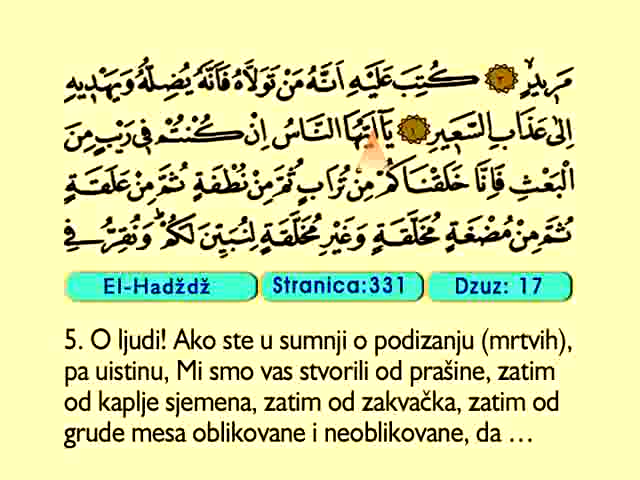 مَرِيدٍ ۝٣ كُتِبَ عَلَيْهِ اَنَّهُ مَنْ تَوَلَّاهُ فَاَنَّهُ يُضِلُّهُ وَيَهْدِيهِ
اِلٰى عَذَابِ السَّعِيرِ ۝٤ يَٓا اَيُّهَا النَّاسُ اِنْ كُنْتُمْ فِى رَيْبٍ مِنَ
الْبَعْثِ فَاِنَّا خَلَقْنَاكُمْ مِنْ تُرَابٍ ثُمَّ مِنْ نُطْفَةٍ ثُمَّ مِنْ عَلَقَةٍ
ثُمَّ مِنْ مُضْغَةٍ مُخَلَّقَةٍ وَغَيْرِ مُخَلَّقَةٍ لِنُبَيِّنَ لَكُمْ وَنُقِرُّ فِى
El-Hadždž Stranica:331 Dzuz: 17
5. O ljudi! Ako ste u sumnji o podizanju (mrtvih),
pa uistinu, Mi smo vas stvorili od prašine, zatim
od kaplje sjemena, zatim od zakvačka, zatim od
grude mesa oblikovane i neoblikovane, da …